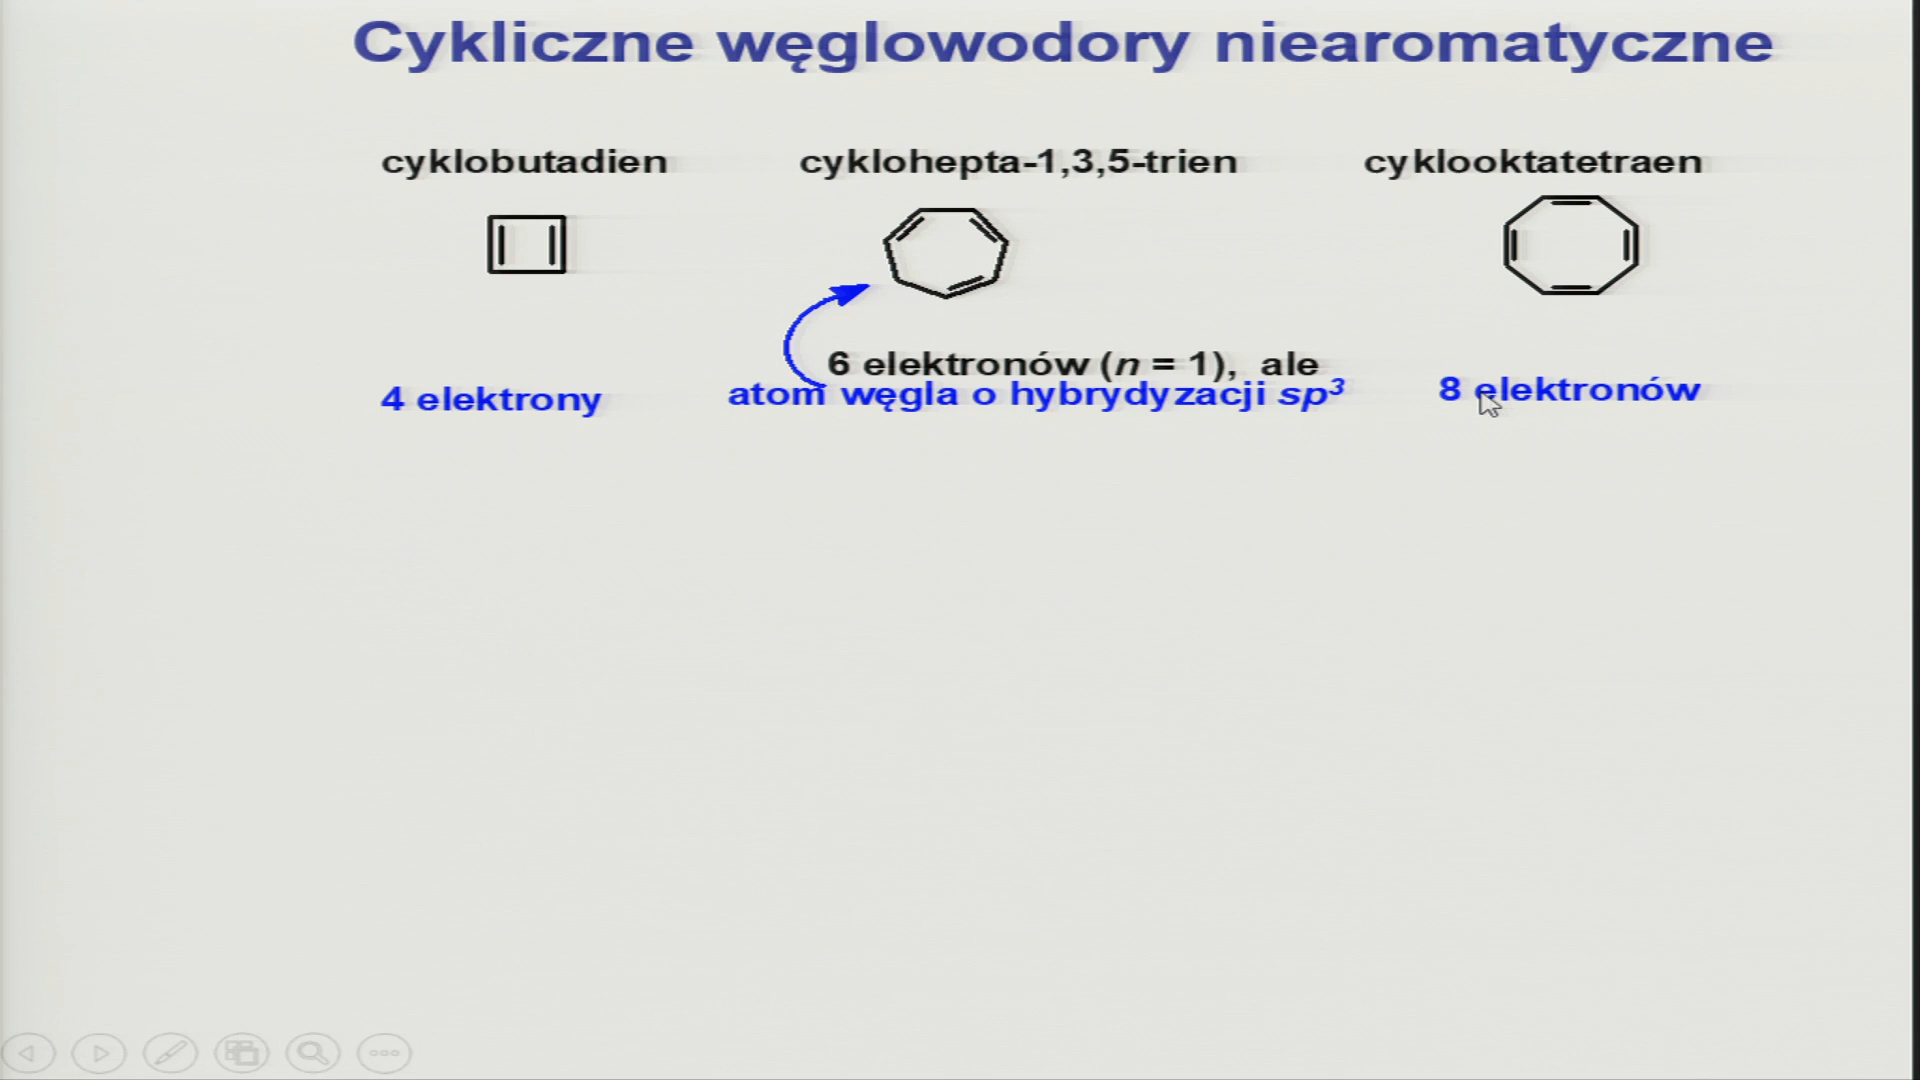 Cykliczne węglowodory niearomatyczne
cyklobutadien
cyklohepta-1,3,5-trien
cyklooktatetraen
6 elektronów (n = 1), ale
4 elektrony
atom węgla o hybrydyzacji sp³
8 elektronów